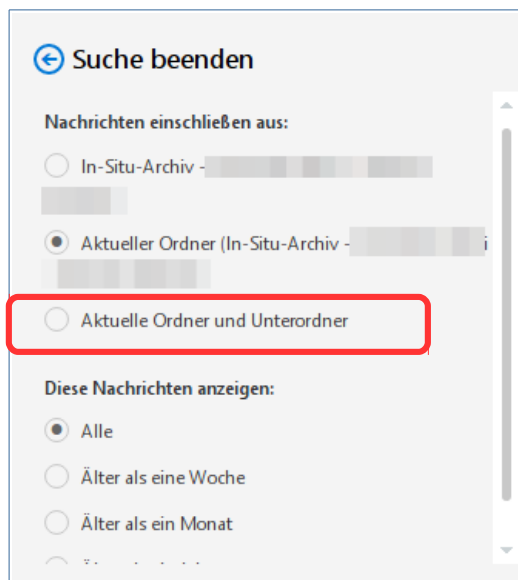 Suche beenden
Nachrichten einschließen aus:
In-Situ-Archiv -
Aktueller Ordner (In-Situ-Archiv - i
Aktuelle Ordner und Unterordner
Diese Nachrichten anzeigen:
Alle
Älter als eine Woche
Älter als ein Monat